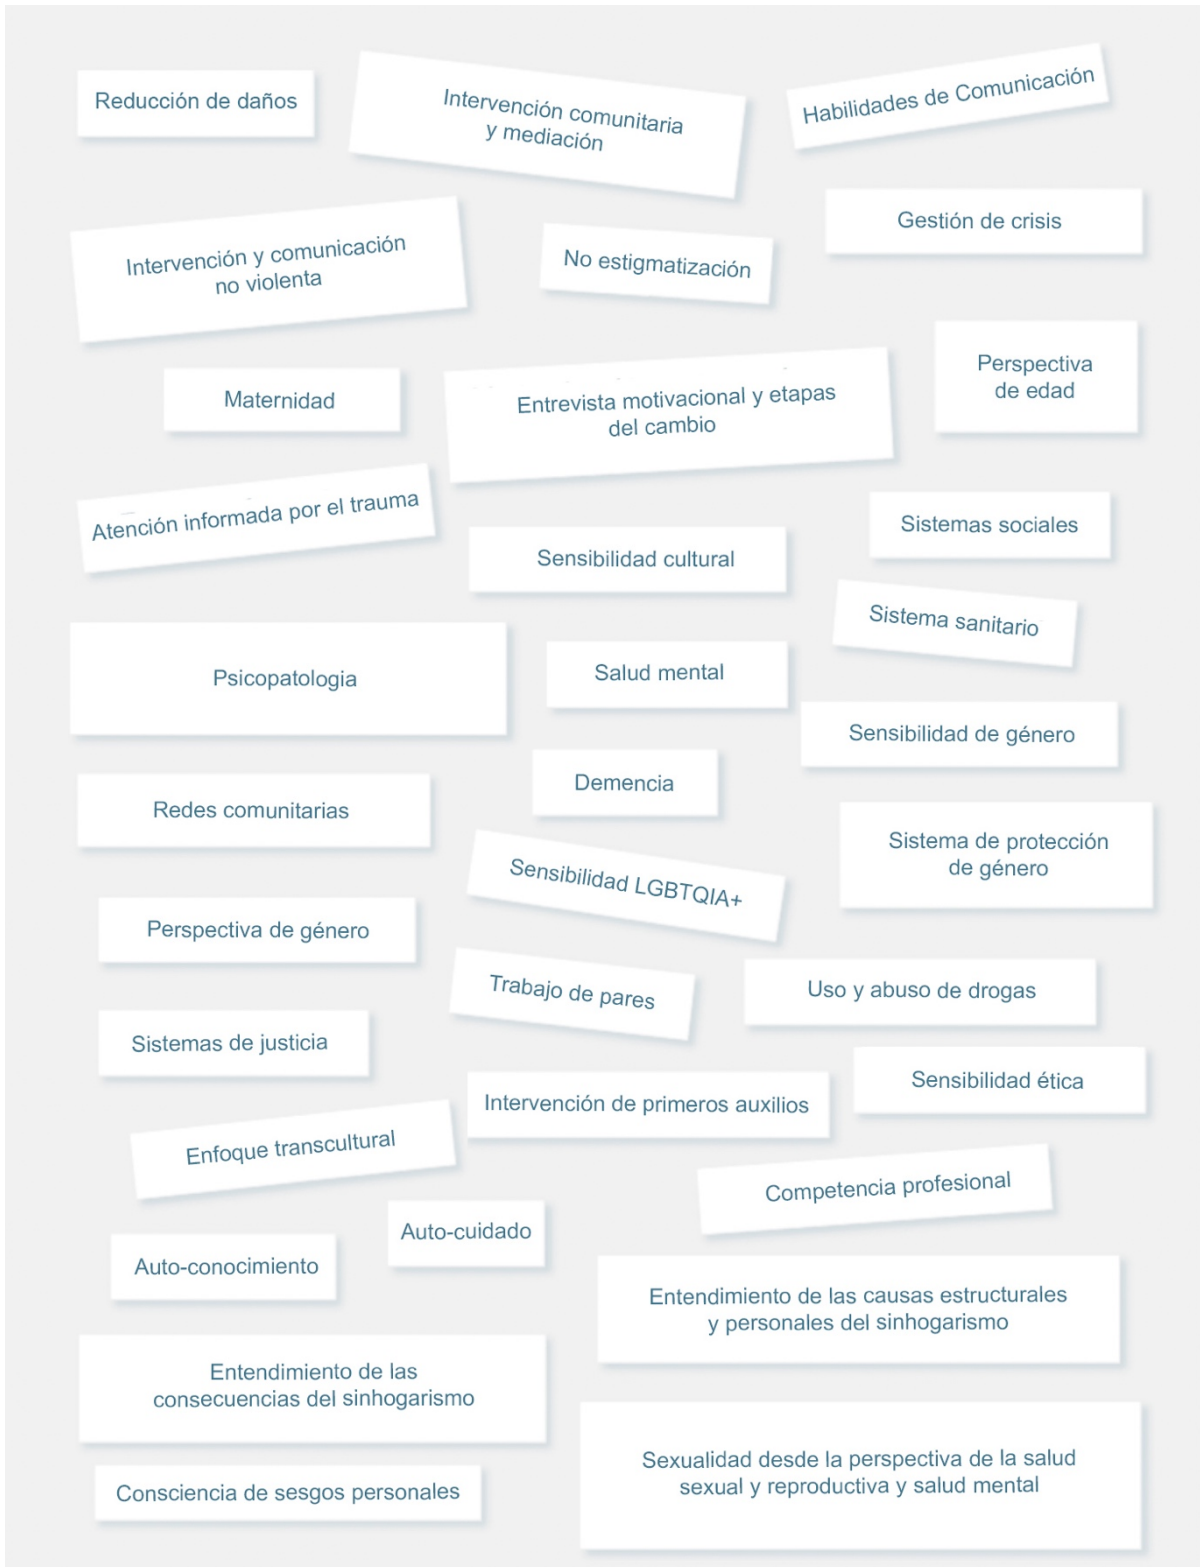 Reducción de daños
Intervención comunitaria
y mediación
Habilidades de Comunicación
Intervención y comunicación
no violenta
No estigmatización
Gestión de crisis
Maternidad
Entrevista motivacional y etapas
del cambio
Perspectiva
de edad
Atención informada por el trauma
Sensibilidad cultural
Sistemas sociales
Sistema sanitario
Psicopatologia
Salud mental
Sensibilidad de género
Redes comunitarias
Demencia
Sistema de protección
de género
Sensibilidad LGBTQIA+
Perspectiva de género
Trabajo de pares
Uso y abuso de drogas
Sistemas de justicia
Intervención de primeros auxilios
Sensibilidad ética
Enfoque transcultural
Competencia profesional
Auto-cuidado
Auto-conocimiento
Entendimiento de las causas estructurales
y personales del sinhogarismo
Entendimiento de las
consecuencias del sinhogarismo
Sexualidad desde la perspectiva de la salud
sexual y reproductiva y salud mental
Consciencia de sesgos personales